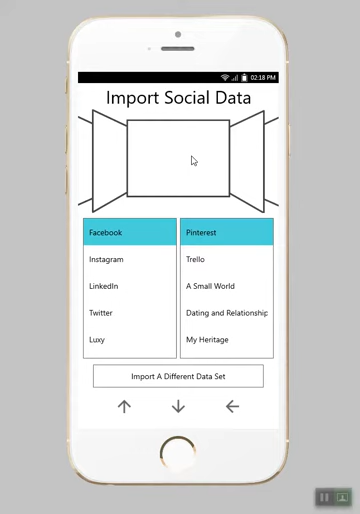 02:18 PM
Import Social Data
Facebook
Instagram
LinkedIn
Twitter
Luxy
Pinterest
Trello
A Small World
Dating and Relationship
My Heritage
Import A Different Data Set